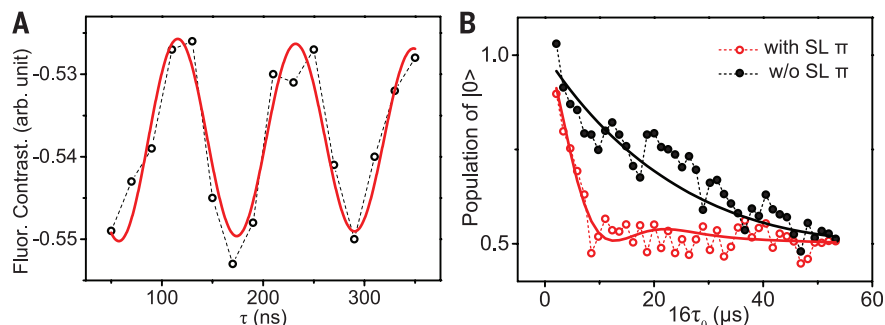 A
Fluor. Contrast. (arb. unit)
-0.53
-0.54
-0.55
100
200
300
τ (ns)
B
Population of |0>
1.0
0.5
with SL π
w/o SL π
0
20
40
60
16τ₀ (µs)